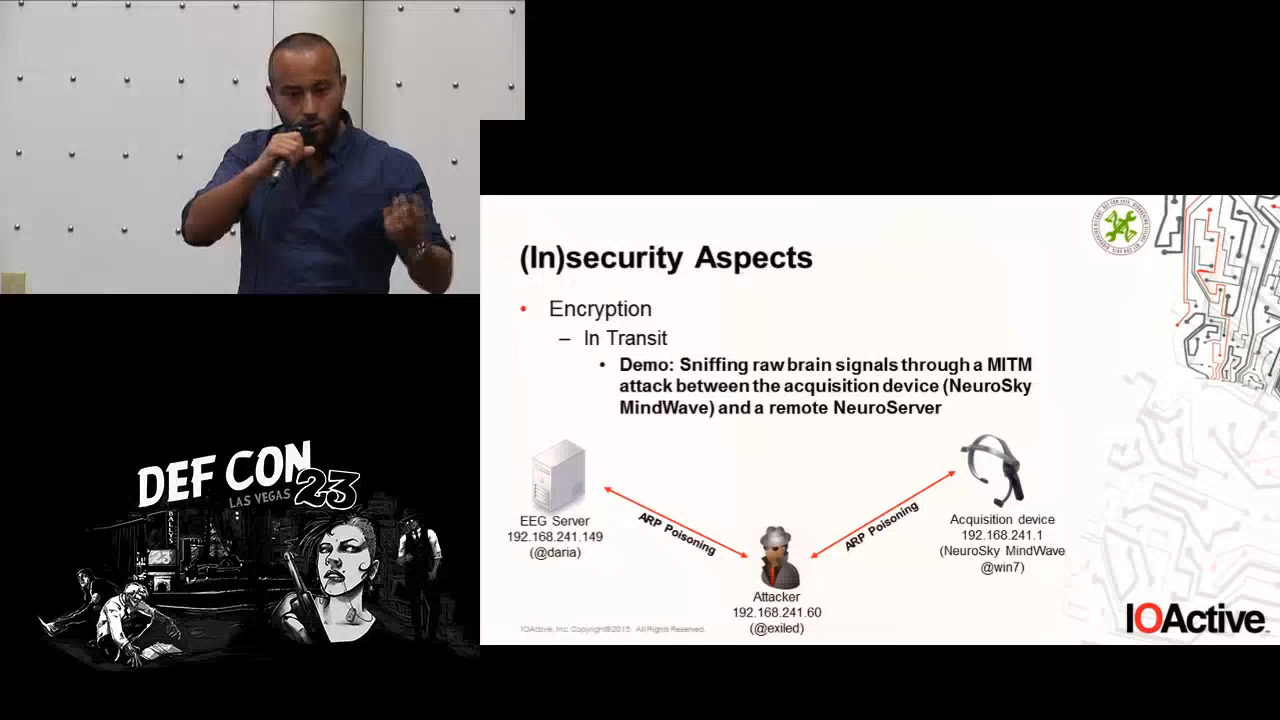 (In)security Aspects
• Encryption
– In Transit
• Demo: Sniffing raw brain signals through a MITM
attack between the acquisition device (NeuroSky
MindWave) and a remote NeuroServer
EEG Server
192.168.241.149
(@daria)
ARP Poisoning
ARP Poisoning
Acquisition device
192.168.241.1
(NeuroSky MindWave
@win7)
Attacker
192.168.241.60
(@exiled)
IOActive, Inc. Copyright©2015. All Rights Reserved.
IOActive
DEF CON
LAS VEGAS 23
BALLYS